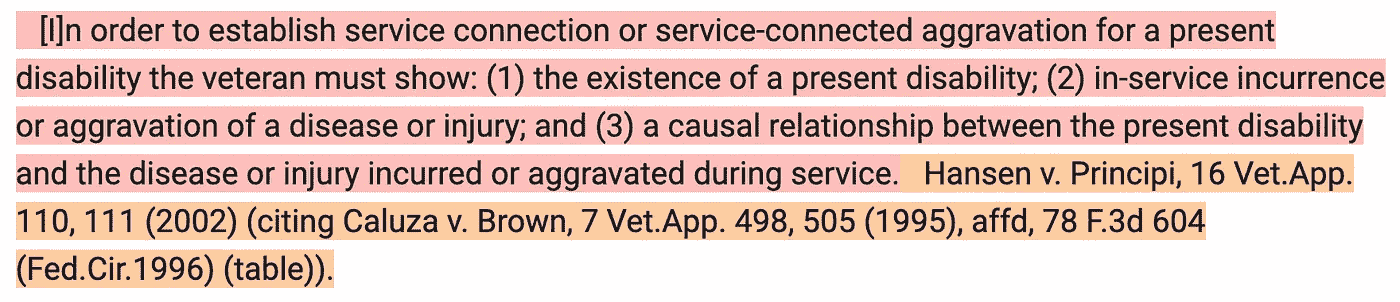 [I]n order to establish service connection or service-connected aggravation for a present
disability the veteran must show: (1) the existence of a present disability; (2) in-service incurrence
or aggravation of a disease or injury; and (3) a causal relationship between the present disability
and the disease or injury incurred or aggravated during service. Hansen v. Principi, 16 Vet.App.
110, 111 (2002) (citing Caluza v. Brown, 7 Vet.App. 498, 505 (1995), affd, 78 F.3d 604
(Fed.Cir.1996) (table)).